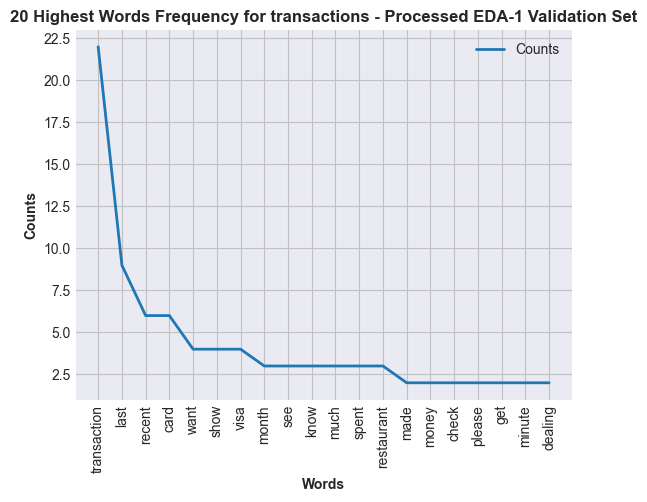 20 Highest Words Frequency for transactions - Processed EDA-1 Validation Set
Counts
22.5
20.0
17.5
15.0
12.5
10.0
7.5
5.0
2.5
Counts
transaction
last
recent
card
want
show
visa
month
see
know
much
spent
restaurant
made
money
check
please
get
minute
dealing
Words